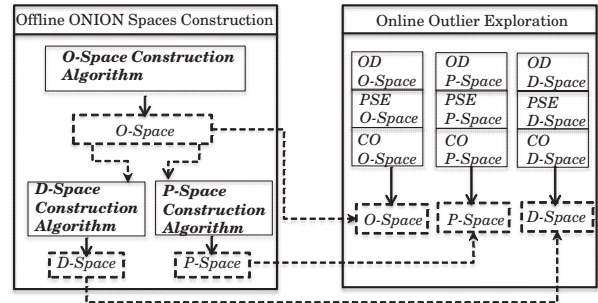 Offline ONION Spaces Construction
O-Space Construction
Algorithm
O-Space
D-Space
Construction
Algorithm
P-Space
Construction
Algorithm
D-Space
P-Space
Online Outlier Exploration
OD
O-Space
PSE
O-Space
CO
O-Space
OD
P-Space
PSE
P-Space
CO
P-Space
OD
D-Space
PSE
D-Space
CO
D-Space
O-Space
P-Space
D-Space